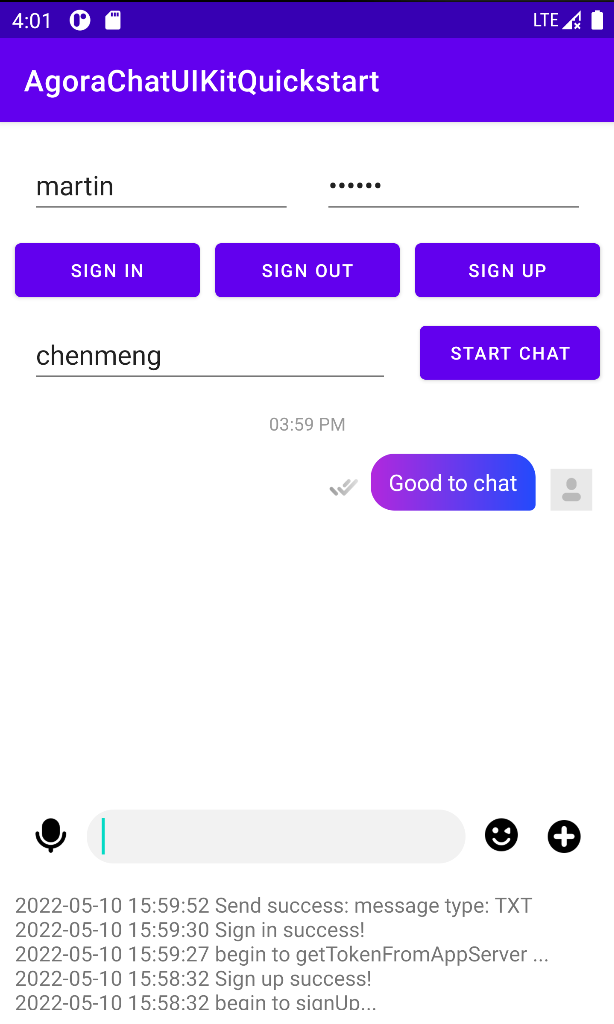 4:01 LTE
AgoraChatUIKitQuickstart
martin ••••••
SIGN IN SIGN OUT SIGN UP
chenmeng START CHAT
03:59 PM
Good to chat
2022-05-10 15:59:52 Send success: message type: TXT
2022-05-10 15:59:30 Sign in success!
2022-05-10 15:59:27 begin to getTokenFromAppServer ...
2022-05-10 15:58:32 Sign up success!
2022-05-10 15:58:32 begin to signUp...